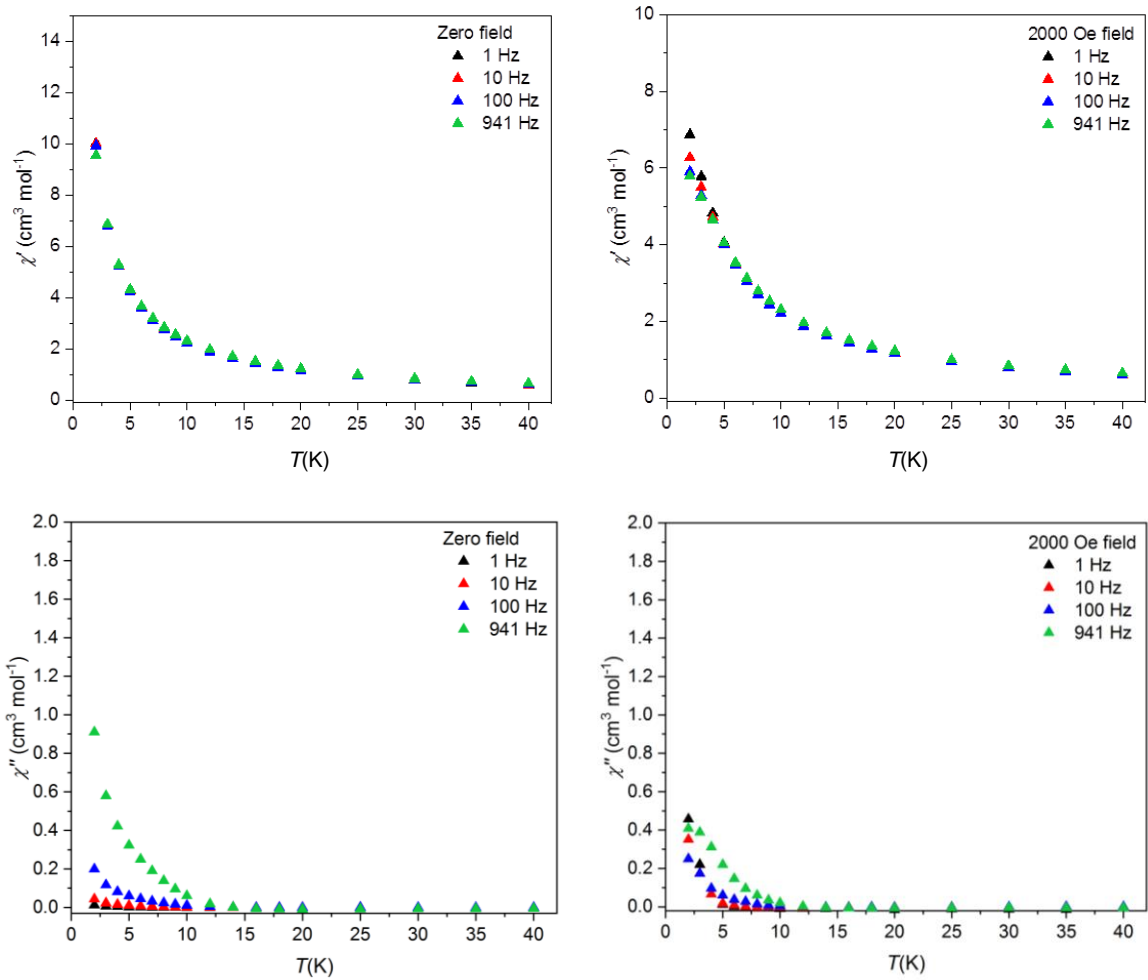 Zero field
1 Hz
10 Hz
100 Hz
941 Hz
14
12
10
8
6
4
2
0
χ′ (cm³ mol⁻¹)
0 5 10 15 20 25 30 35 40
T(K)
2000 Oe field
1 Hz
10 Hz
100 Hz
941 Hz
10
8
6
4
2
0
χ′ (cm³ mol⁻¹)
0 5 10 15 20 25 30 35 40
T(K)
Zero field
1 Hz
10 Hz
100 Hz
941 Hz
2.0
1.8
1.6
1.4
1.2
1.0
0.8
0.6
0.4
0.2
0.0
χ″ (cm³ mol⁻¹)
0 5 10 15 20 25 30 35 40
T(K)
2000 Oe field
1 Hz
10 Hz
100 Hz
941 Hz
2.0
1.8
1.6
1.4
1.2
1.0
0.8
0.6
0.4
0.2
0.0
χ″ (cm³ mol⁻¹)
0 5 10 15 20 25 30 35 40
T(K)